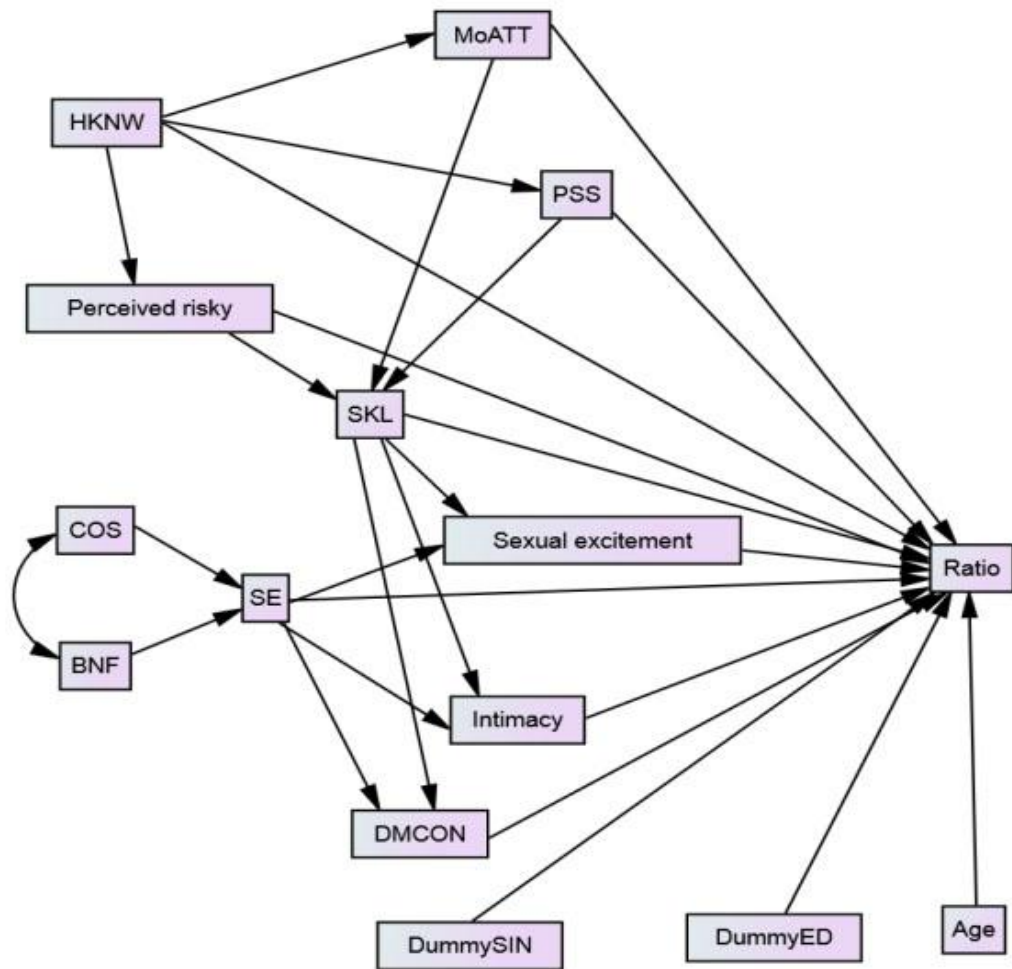 MoATT
HKNW
PSS
Perceived risky
SKL
COS
Sexual excitement
Ratio
SE
BNF
Intimacy
DMCON
DummySIN
DummyED
Age